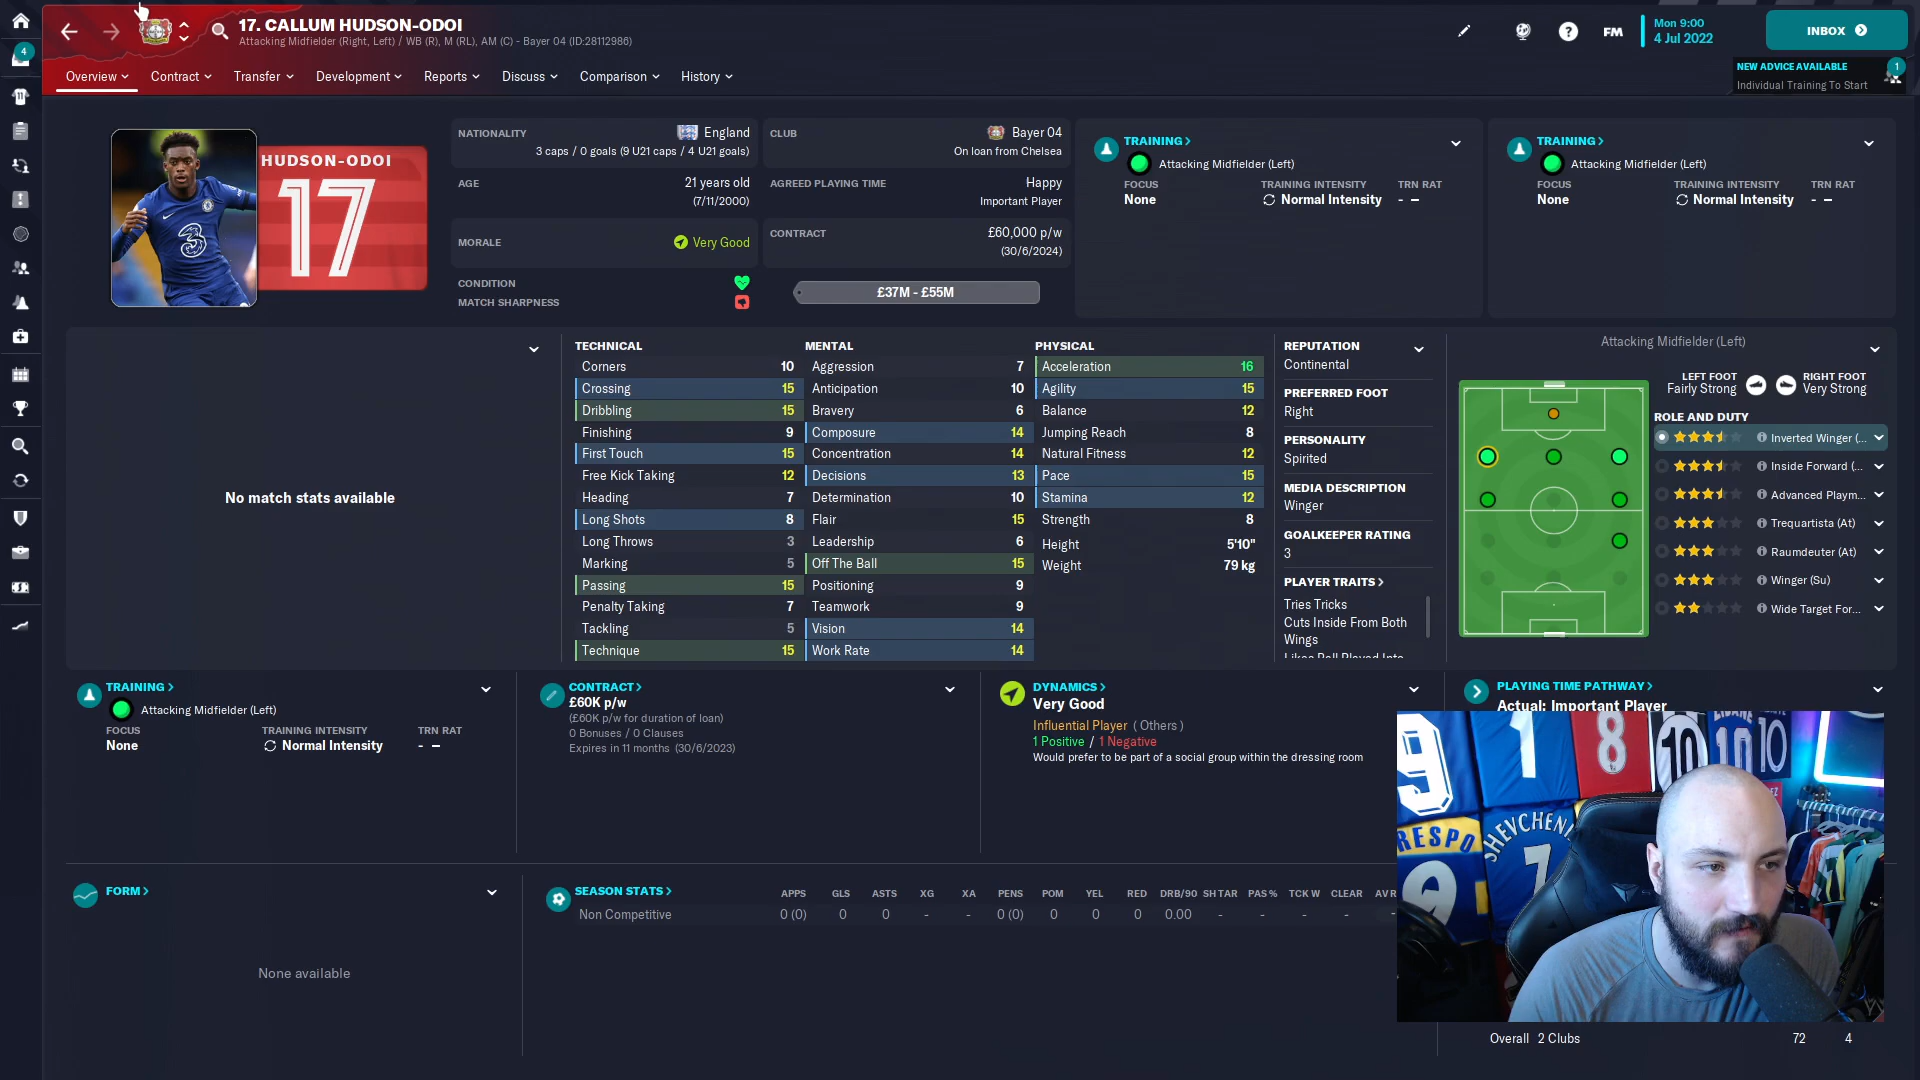 17. CALLUM HUDSON-ODOI
Attacking Midfielder (Right, Left) / WB (R), M (RL), AM (C) - Bayer 04 (ID:28112986)
FM
Mon 9:00
4 Jul 2022
INBOX
4
Overview Contract Transfer Development Reports Discuss Comparison History
NEW ADVICE AVAILABLE
1
Individual Training To Start
HUDSON-ODOI
17
3
NATIONALITY England
3 caps / 0 goals (9 U21 caps / 4 U21 goals)
AGE 21 years old
(7/11/2000)
MORALE Very Good
CONDITION
MATCH SHARPNESS
CLUB Bayer 04
On loan from Chelsea
AGREED PLAYING TIME Happy
Important Player
CONTRACT £60,000 p/w
(30/6/2024)
£37M - £55M
TRAINING >
Attacking Midfielder (Left)
FOCUS TRAINING INTENSITY TRN RAT
None Normal Intensity - –
TRAINING >
Attacking Midfielder (Left)
FOCUS TRAINING INTENSITY TRN RAT
None Normal Intensity - –
No match stats available
TECHNICAL
Corners 10
Crossing 15
Dribbling 15
Finishing 9
First Touch 15
Free Kick Taking 12
Heading 7
Long Shots 8
Long Throws 3
Marking 5
Passing 15
Penalty Taking 7
Tackling 5
Technique 15
MENTAL
Aggression 7
Anticipation 10
Bravery 6
Composure 14
Concentration 14
Decisions 13
Determination 10
Flair 15
Leadership 6
Off The Ball 15
Positioning 9
Teamwork 9
Vision 14
Work Rate 14
PHYSICAL
Acceleration 16
Agility 15
Balance 12
Jumping Reach 8
Natural Fitness 12
Pace 15
Stamina 12
Strength 8
Height 5'10"
Weight 79 kg
REPUTATION
Continental
PREFERRED FOOT
Right
PERSONALITY
Spirited
MEDIA DESCRIPTION
Winger
GOALKEEPER RATING
3
PLAYER TRAITS >
Tries Tricks
Cuts Inside From Both
Wings
Likes Ball Played Into
Attacking Midfielder (Left)
LEFT FOOT RIGHT FOOT
Fairly Strong Very Strong
ROLE AND DUTY
Inverted Winger (...
Inside Forward (...
Advanced Playm...
Trequartista (At)
Raumdeuter (At)
Winger (Su)
Wide Target For...
TRAINING >
Attacking Midfielder (Left)
FOCUS TRAINING INTENSITY TRN RAT
None Normal Intensity - –
CONTRACT >
£60K p/w
(£60K p/w for duration of loan)
0 Bonuses / 0 Clauses
Expires in 11 months (30/6/2023)
DYNAMICS >
Very Good
Influential Player (Others)
1 Positive / 1 Negative
Would prefer to be part of a social group within the dressing room
PLAYING TIME PATHWAY >
Actual: Important Player
FORM >
None available
SEASON STATS > APPS GLS ASTS XG XA PENS POM YEL RED DRB/90 SH TAR PAS % TCK W CLEAR AV R
Non Competitive 0 (0) 0 0 - - 0 (0) 0 0 0 0.00 - - - - -
9 1 8 10 10 10
RESPO
SHEVCHEN
7
9
Overall 2 Clubs 72 4